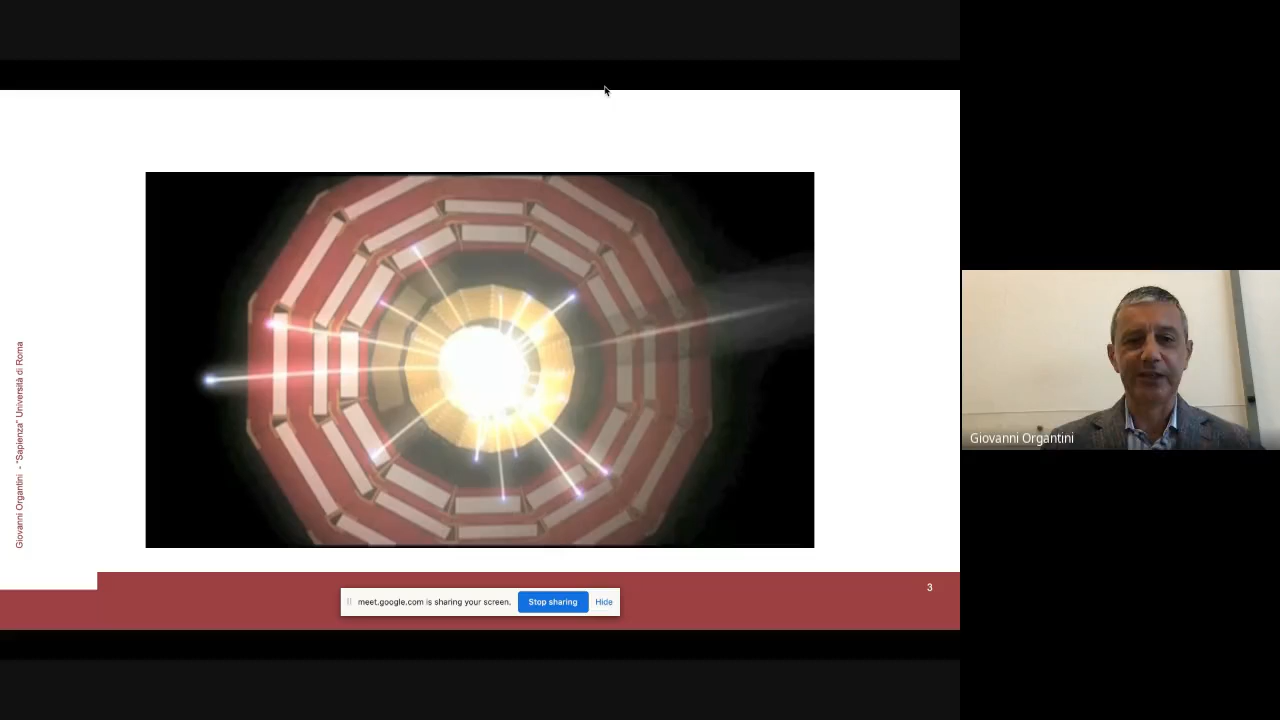 Giovanni Organtini - "Sapienza" Università di Roma
3
meet.google.com is sharing your screen. Stop sharing Hide
Giovanni Organtini